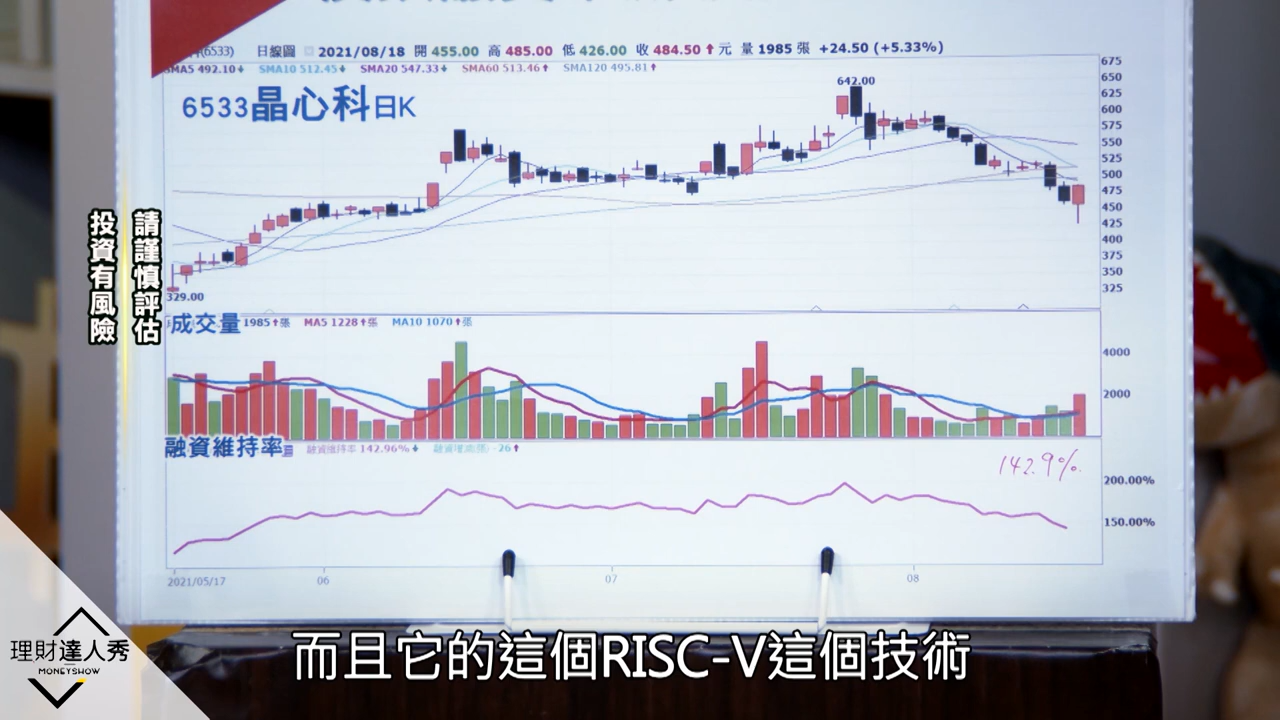 (6533) 日線圖 2021/08/18 開 455.00 高 485.00 低 426.00 收 484.50 ↑ 元 量 1985 張 +24.50 (+5.33%)
SMA5 492.10↓ SMA10 512.45↓ SMA20 547.33↓ SMA60 513.46↑ SMA120 495.81↑
6533晶心科日K
642.00
329.00
675
650
625
600
575
550
525
500
475
450
425
400
375
350
325
成交量 1985↑張 MA5 1228↑張 MA10 1070↑張
4000
2000
融資維持率 融資維持率 142.96%↓ -26↑
142.9%
200.00%
150.00%
2021/05/17 06 07 08
請謹慎評估
投資有風險
理財達人秀
MONEYSHOW
而且它的這個RISC-V這個技術